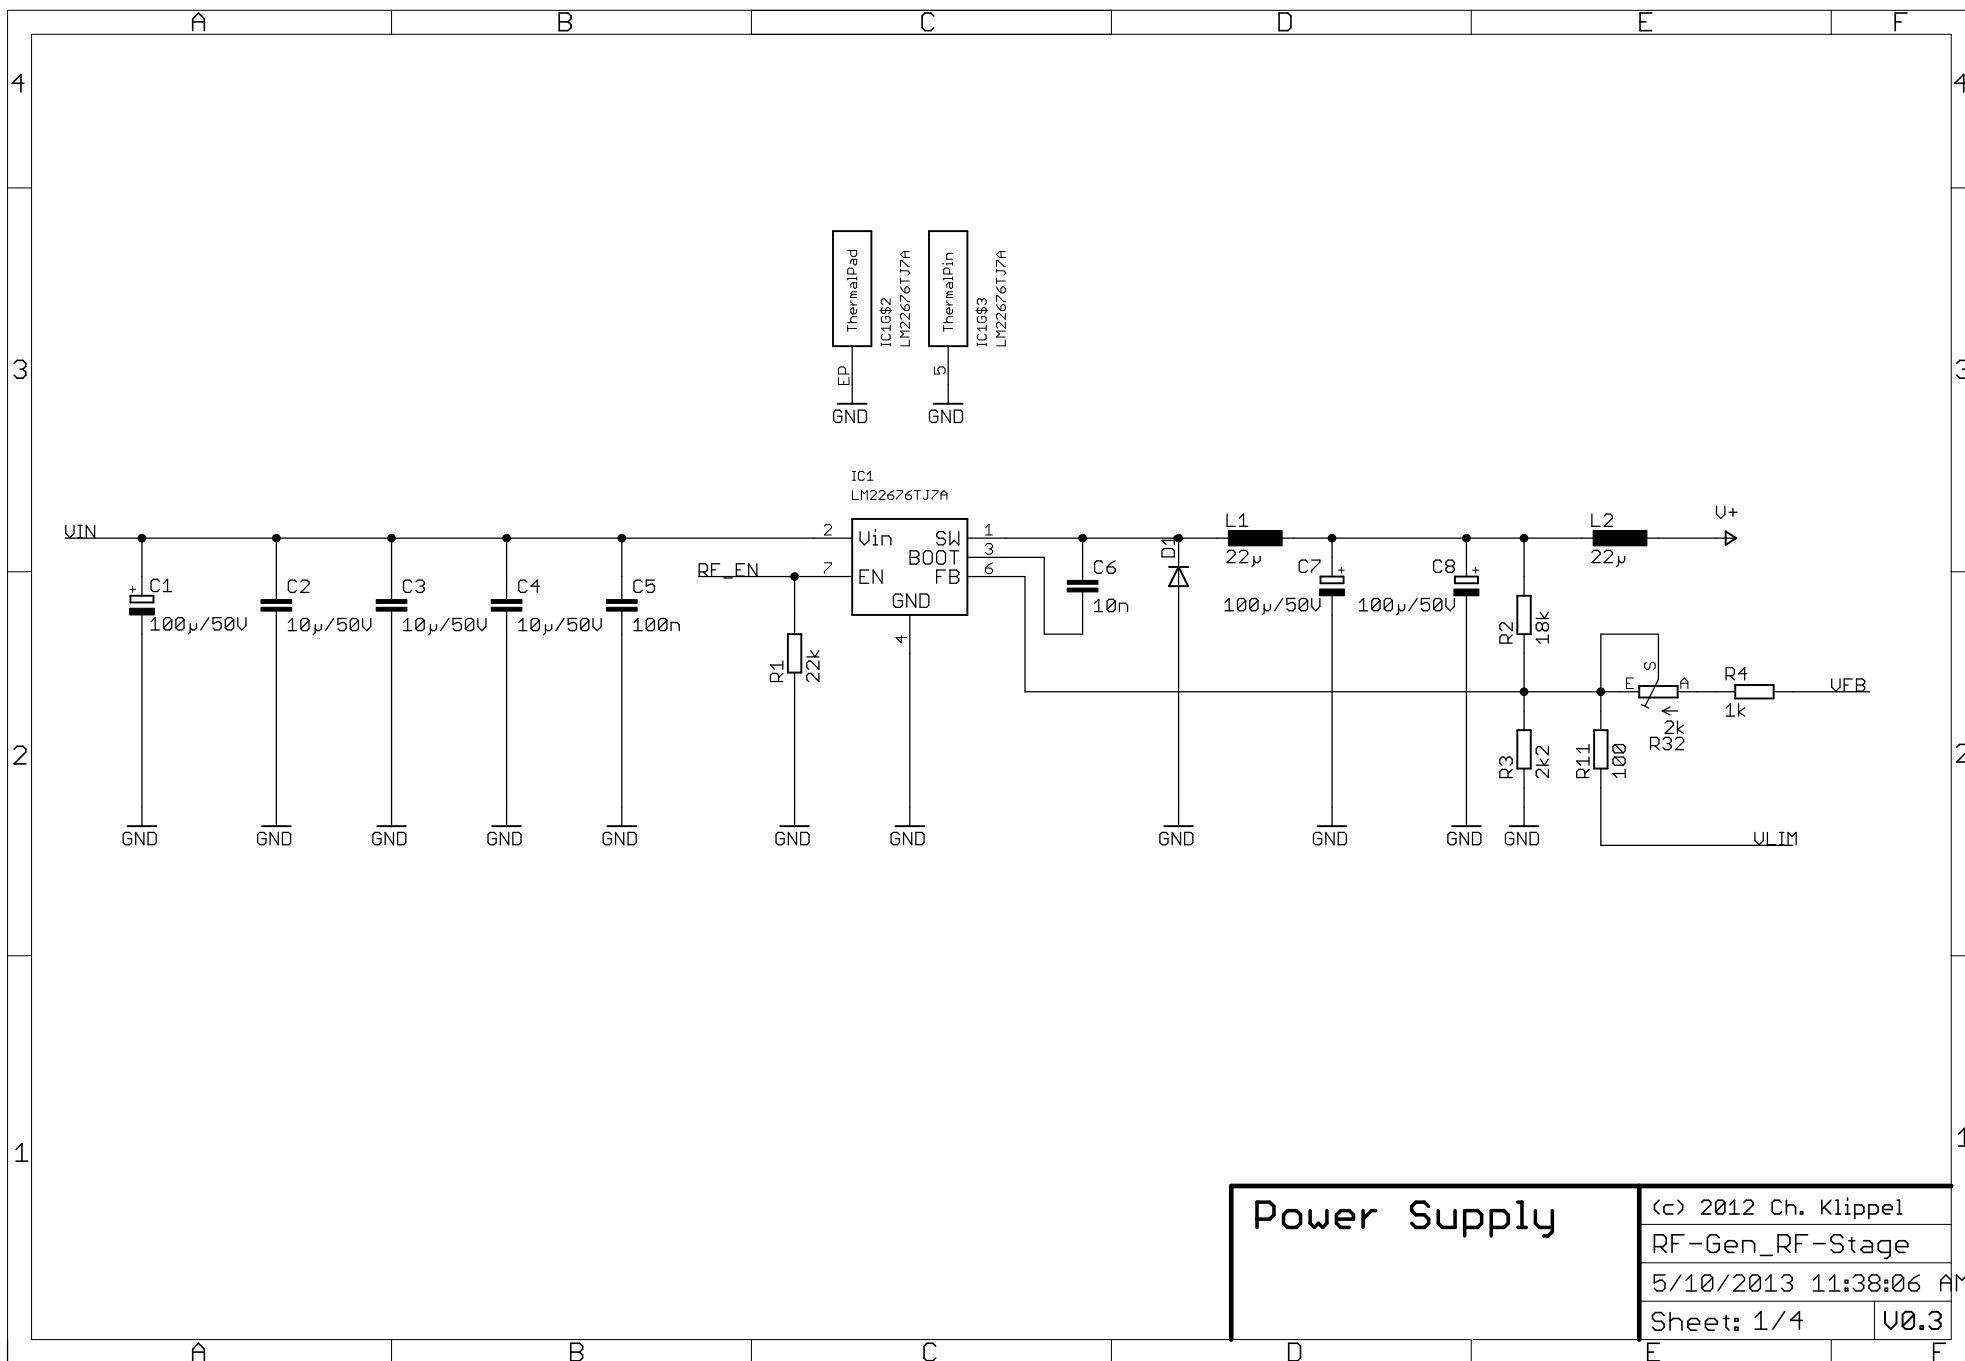 A B C D E F
4 4
ThermalPad
IC1G$2
LM22676TJ7A
ThermalPin
IC1G$3
LM22676TJ7A
3 3
EP 5
GND GND
IC1
LM22676TJ7A
VIN 2 Vin SW 1 L1 L2 V+
BOOT 3 D1
22µ 22µ
RF_EN 7 EN FB 6 C6 C7 + C8 +
+ C1 C2 C3 C4 C5 GND 10n 100µ/50V 100µ/50V
100µ/50V 10µ/50V 10µ/50V 10µ/50V 100n
4 R2 18k
R1 22k
S
E A R4 VFB
1k
2k
R32
2 2
R3 2k2 R11 100
GND GND GND GND GND GND GND GND GND GND GND
VLIM
1 1
Power Supply
(c) 2012 Ch. Klippel
RF-Gen_RF-Stage
5/10/2013 11:38:06 AM
Sheet: 1/4 V0.3
A B C D E F